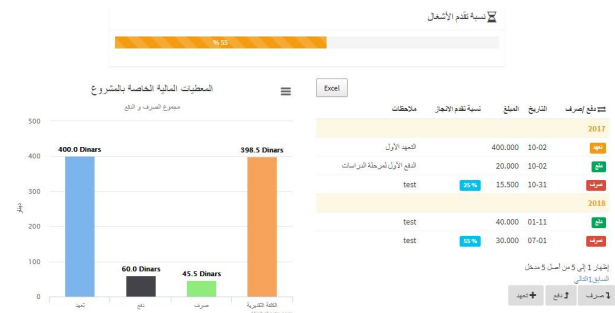 نسبة تقدم الأشغال
% 55
المعطيات المالية الخاصة بالمشروع
مجموع الصرف و الدفع
500
400
300
200
100
0
دينار
400.0 Dinars
60.0 Dinars
45.5 Dinars
398.5 Dinars
تعهد
دفع
صرف
الكلفة التقديرية
Excel
دفع /صرف التاريخ المبلغ نسبة تقدم الانجاز ملاحظات
2017
تعهد 10-02 400.000 التعهد الأول
دفع 10-02 20.000 الدفع الأول لمرحلة الدراسات
صرف 10-31 15.500 35 % test
2018
دفع 01-11 40.000 test
صرف 07-01 30.000 55 % test
إظهار 1 إلى 5 من أصل 5 مدخل
السابق1التالي
صرف دفع تعهد